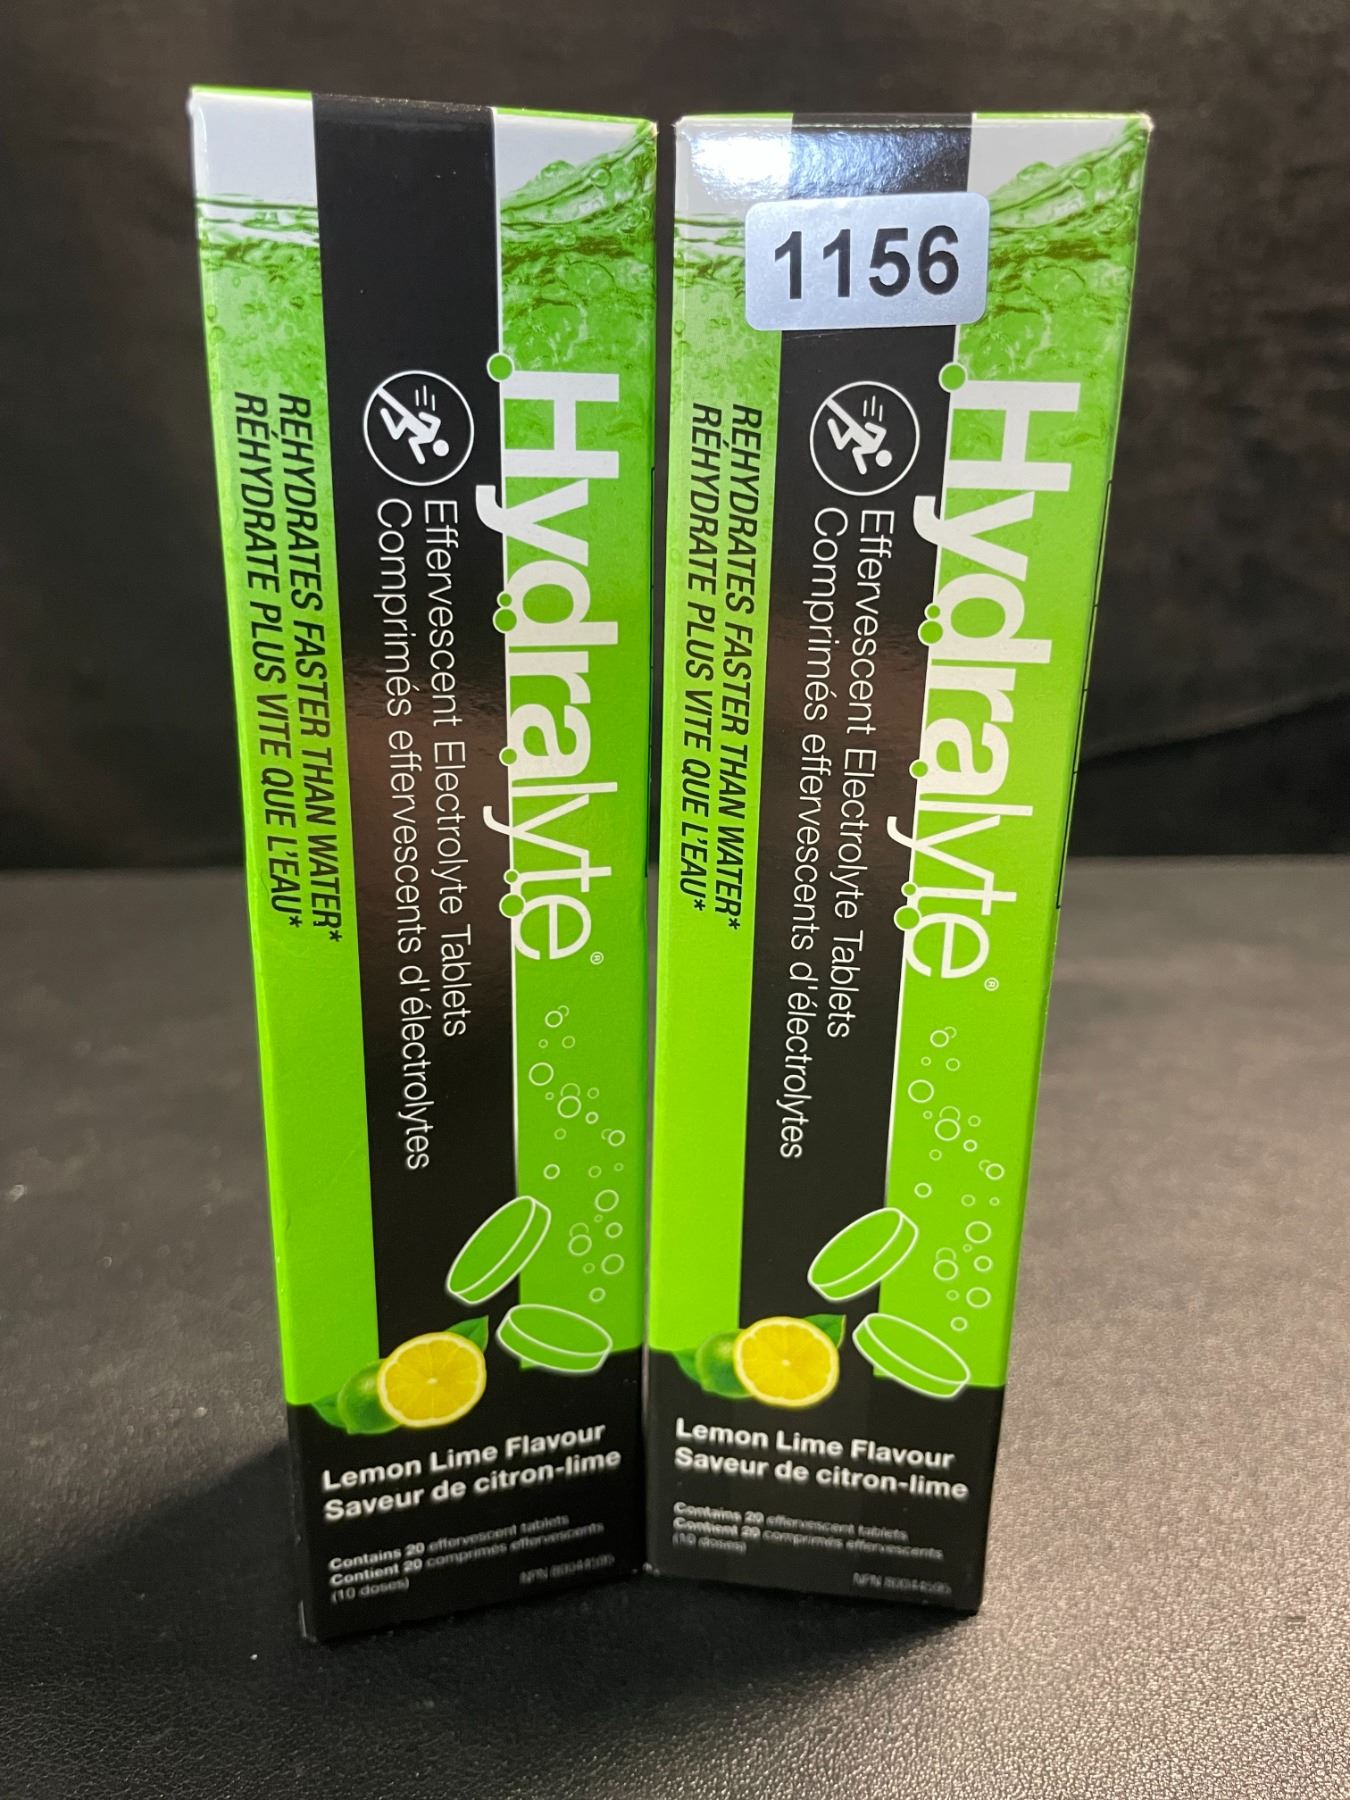 Hydralyte®
Effervescent Electrolyte Tablets
Comprimés effervescents d'électrolytes
REHYDRATES FASTER THAN WATER*
RÉHYDRATE PLUS VITE QUE L'EAU*
Lemon Lime Flavour
Saveur de citron-lime
Contains 20 effervescent tablets
Contient 20 comprimés effervescents
(10 doses)
NPN
1156
Hydralyte®
Effervescent Electrolyte Tablets
Comprimés effervescents d'électrolytes
REHYDRATES FASTER THAN WATER*
RÉHYDRATE PLUS VITE QUE L'EAU*
Lemon Lime Flavour
Saveur de citron-lime
Contains 20 effervescent tablets
Contient 20 comprimés effervescents
(10 doses)
NPN